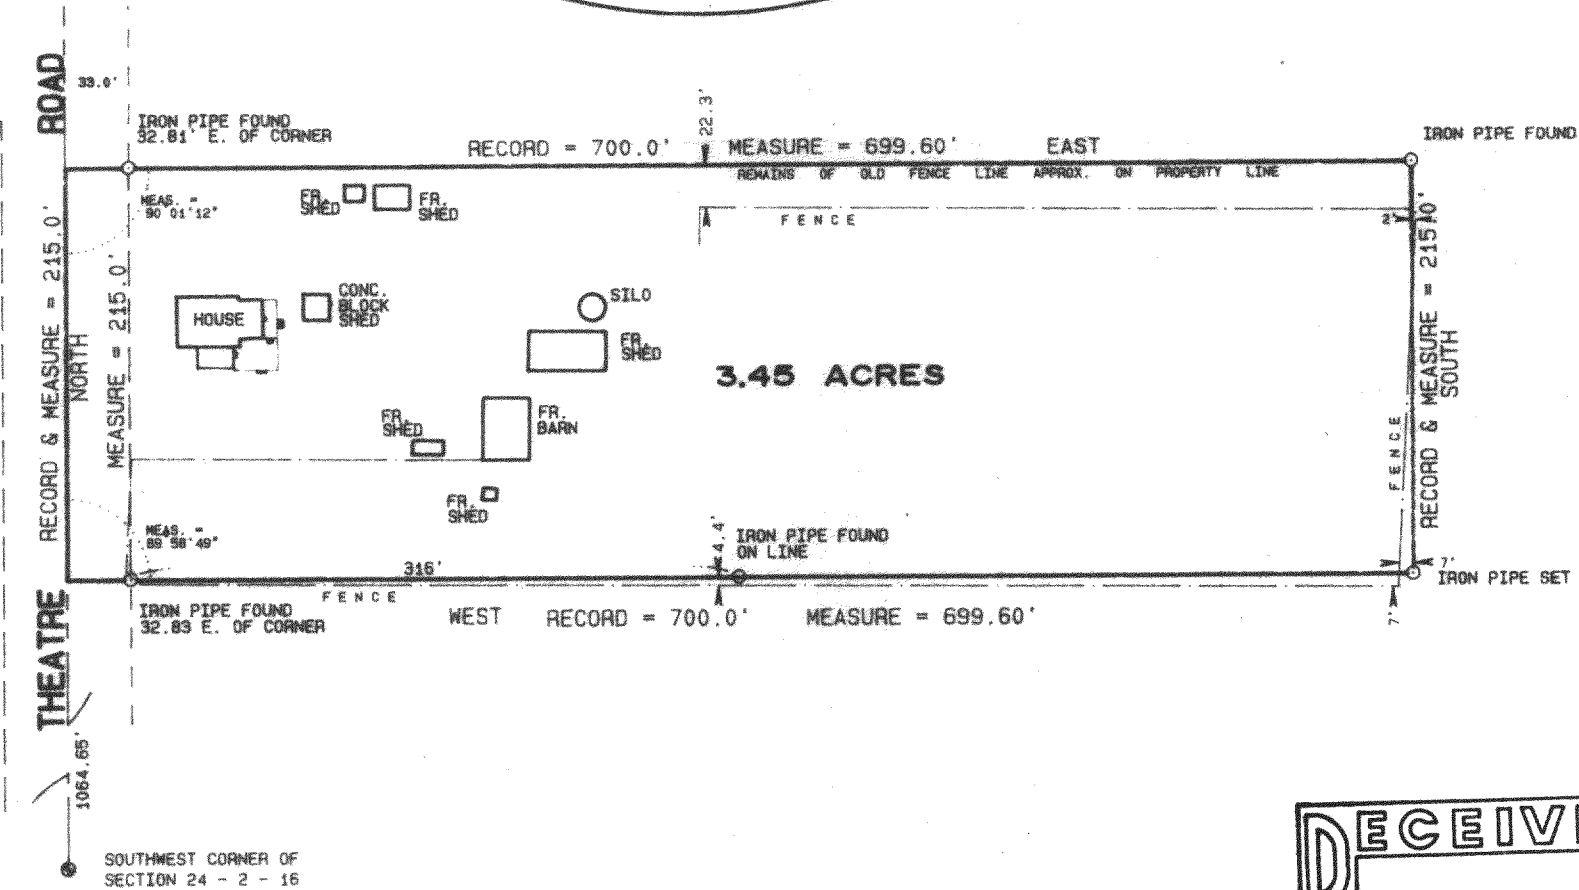 THEATRE ROAD
33.0'
IRON PIPE FOUND
32.81' E. OF CORNER
RECORD = 700.0' MEASURE = 699.60' EAST
22.3'
IRON PIPE FOUND
REMAINS OF OLD FENCE LINE APPROX. ON PROPERTY LINE
FENCE
2'
MEAS. =
90°01'12"
FR.
SHED
FR.
SHED
RECORD & MEASURE = 215.0'
NORTH
MEASURE = 215.0'
HOUSE
CONC.
BLOCK
SHED
SILO
FR.
SHED
3.45 ACRES
FR.
SHED
FR.
BARN
FR.
SHED
RECORD & MEASURE = 215.0'
SOUTH
FENCE
MEAS. =
89°58'49"
316'
4.4'
IRON PIPE FOUND
ON LINE
7'
IRON PIPE SET
7'
IRON PIPE FOUND
32.83 E. OF CORNER
FENCE
WEST RECORD = 700.0' MEASURE = 699.60'
1064.65'
SOUTHWEST CORNER OF
SECTION 24 - 2 - 16